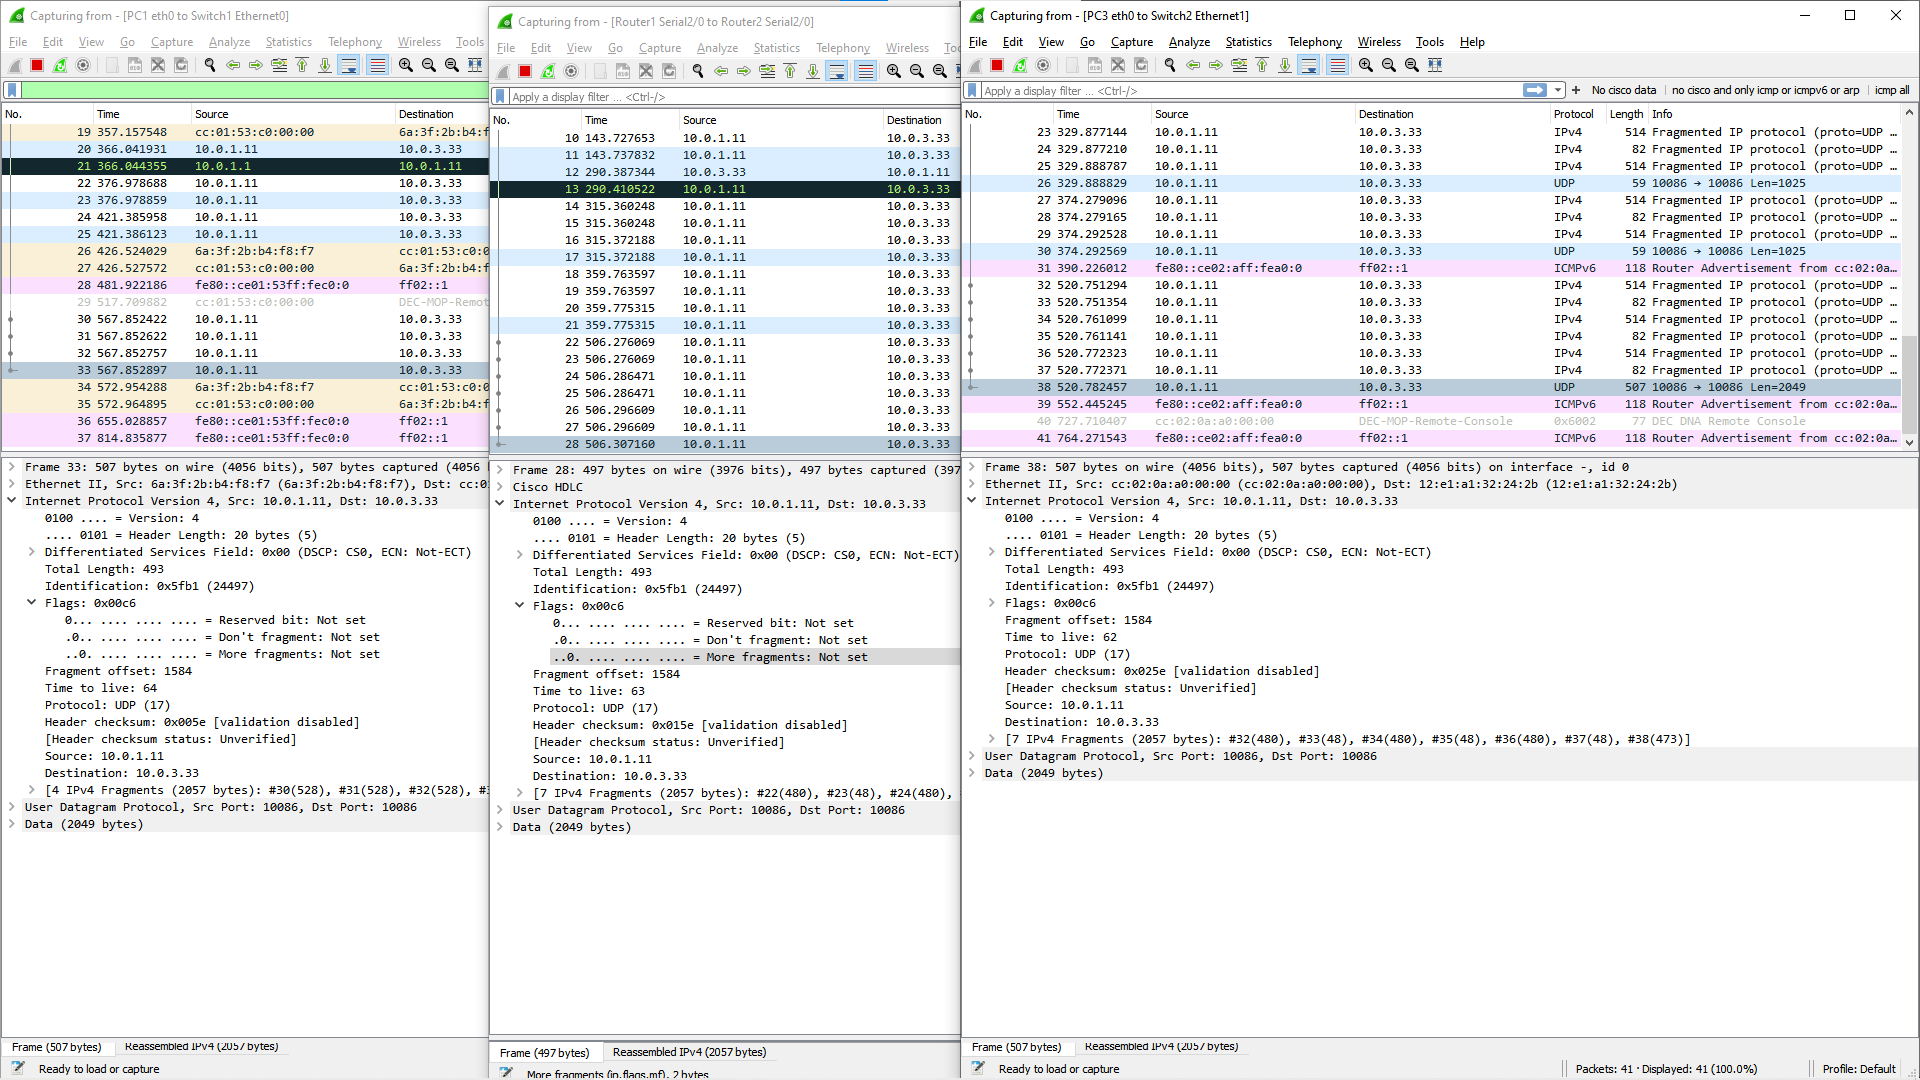 Capturing from - [PC1 eth0 to Switch1 Ethernet0]
File Edit View Go Capture Analyze Statistics Telephony Wireless Tools
No. Time Source Destination
19 357.157548 cc:01:53:c0:00:00 6a:3f:2b:b4:f
20 366.041931 10.0.1.11 10.0.3.33
21 366.044355 10.0.1.1 10.0.1.11
22 376.978688 10.0.1.11 10.0.3.33
23 376.978859 10.0.1.11 10.0.3.33
24 421.385958 10.0.1.11 10.0.3.33
25 421.386123 10.0.1.11 10.0.3.33
26 426.524029 6a:3f:2b:b4:f8:f7 cc:01:53:c0:0
27 426.527572 cc:01:53:c0:00:00 6a:3f:2b:b4:f
28 481.922186 fe80::ce01:53ff:fec0:0 ff02::1
29 517.709882 cc:01:53:c0:00:00 DEC-MOP-Remot
30 567.852422 10.0.1.11 10.0.3.33
31 567.852622 10.0.1.11 10.0.3.33
32 567.852757 10.0.1.11 10.0.3.33
33 567.852897 10.0.1.11 10.0.3.33
34 572.954288 6a:3f:2b:b4:f8:f7 cc:01:53:c0:0
35 572.964895 cc:01:53:c0:00:00 6a:3f:2b:b4:f
36 655.028857 fe80::ce01:53ff:fec0:0 ff02::1
37 814.835877 fe80::ce01:53ff:fec0:0 ff02::1
Frame 33: 507 bytes on wire (4056 bits), 507 bytes captured (4056
Ethernet II, Src: 6a:3f:2b:b4:f8:f7 (6a:3f:2b:b4:f8:f7), Dst: cc:0
Internet Protocol Version 4, Src: 10.0.1.11, Dst: 10.0.3.33
0100 .... = Version: 4
.... 0101 = Header Length: 20 bytes (5)
Differentiated Services Field: 0x00 (DSCP: CS0, ECN: Not-ECT)
Total Length: 493
Identification: 0x5fb1 (24497)
Flags: 0x00c6
0... .... .... .... = Reserved bit: Not set
.0.. .... .... .... = Don't fragment: Not set
..0. .... .... .... = More fragments: Not set
Fragment offset: 1584
Time to live: 64
Protocol: UDP (17)
Header checksum: 0x005e [validation disabled]
[Header checksum status: Unverified]
Source: 10.0.1.11
Destination: 10.0.3.33
[4 IPv4 Fragments (2057 bytes): #30(528), #31(528), #32(528), #3
User Datagram Protocol, Src Port: 10086, Dst Port: 10086
Data (2049 bytes)
Frame (507 bytes) Reassembled IPv4 (2057 bytes)
Ready to load or capture
Capturing from - [Router1 Serial2/0 to Router2 Serial2/0]
File Edit View Go Capture Analyze Statistics Telephony Wireless Too
Apply a display filter ... <Ctrl-/>
No. Time Source Destination
10 143.727653 10.0.1.11 10.0.3.33
11 143.737832 10.0.1.11 10.0.3.33
12 290.387344 10.0.3.33 10.0.1.11
13 290.410522 10.0.1.11 10.0.3.33
14 315.360248 10.0.1.11 10.0.3.33
15 315.360248 10.0.1.11 10.0.3.33
16 315.372188 10.0.1.11 10.0.3.33
17 315.372188 10.0.1.11 10.0.3.33
18 359.763597 10.0.1.11 10.0.3.33
19 359.763597 10.0.1.11 10.0.3.33
20 359.775315 10.0.1.11 10.0.3.33
21 359.775315 10.0.1.11 10.0.3.33
22 506.276069 10.0.1.11 10.0.3.33
23 506.276069 10.0.1.11 10.0.3.33
24 506.286471 10.0.1.11 10.0.3.33
25 506.286471 10.0.1.11 10.0.3.33
26 506.296609 10.0.1.11 10.0.3.33
27 506.296609 10.0.1.11 10.0.3.33
28 506.307160 10.0.1.11 10.0.3.33
Frame 28: 497 bytes on wire (3976 bits), 497 bytes captured (397
Cisco HDLC
Internet Protocol Version 4, Src: 10.0.1.11, Dst: 10.0.3.33
0100 .... = Version: 4
.... 0101 = Header Length: 20 bytes (5)
Differentiated Services Field: 0x00 (DSCP: CS0, ECN: Not-ECT)
Total Length: 493
Identification: 0x5fb1 (24497)
Flags: 0x00c6
0... .... .... .... = Reserved bit: Not set
.0.. .... .... .... = Don't fragment: Not set
..0. .... .... .... = More fragments: Not set
Fragment offset: 1584
Time to live: 63
Protocol: UDP (17)
Header checksum: 0x015e [validation disabled]
[Header checksum status: Unverified]
Source: 10.0.1.11
Destination: 10.0.3.33
[7 IPv4 Fragments (2057 bytes): #22(480), #23(48), #24(480),
User Datagram Protocol, Src Port: 10086, Dst Port: 10086
Data (2049 bytes)
Frame (497 bytes) Reassembled IPv4 (2057 bytes)
More fragments (ip.flags.mf), 2 bytes
Capturing from - [PC3 eth0 to Switch2 Ethernet1]
File Edit View Go Capture Analyze Statistics Telephony Wireless Tools Help
Apply a display filter ... <Ctrl-/> + No cisco data no cisco and only icmp or icmpv6 or arp icmp all
No. Time Source Destination Protocol Length Info
23 329.877144 10.0.1.11 10.0.3.33 IPv4 514 Fragmented IP protocol (proto=UDP …
24 329.877210 10.0.1.11 10.0.3.33 IPv4 82 Fragmented IP protocol (proto=UDP …
25 329.888787 10.0.1.11 10.0.3.33 IPv4 514 Fragmented IP protocol (proto=UDP …
26 329.888829 10.0.1.11 10.0.3.33 UDP 59 10086 → 10086 Len=1025
27 374.279096 10.0.1.11 10.0.3.33 IPv4 514 Fragmented IP protocol (proto=UDP …
28 374.279165 10.0.1.11 10.0.3.33 IPv4 82 Fragmented IP protocol (proto=UDP …
29 374.292528 10.0.1.11 10.0.3.33 IPv4 514 Fragmented IP protocol (proto=UDP …
30 374.292569 10.0.1.11 10.0.3.33 UDP 59 10086 → 10086 Len=1025
31 390.226012 fe80::ce02:aff:fea0:0 ff02::1 ICMPv6 118 Router Advertisement from cc:02:0a…
32 520.751294 10.0.1.11 10.0.3.33 IPv4 514 Fragmented IP protocol (proto=UDP …
33 520.751354 10.0.1.11 10.0.3.33 IPv4 82 Fragmented IP protocol (proto=UDP …
34 520.761099 10.0.1.11 10.0.3.33 IPv4 514 Fragmented IP protocol (proto=UDP …
35 520.761141 10.0.1.11 10.0.3.33 IPv4 82 Fragmented IP protocol (proto=UDP …
36 520.772323 10.0.1.11 10.0.3.33 IPv4 514 Fragmented IP protocol (proto=UDP …
37 520.772371 10.0.1.11 10.0.3.33 IPv4 82 Fragmented IP protocol (proto=UDP …
38 520.782457 10.0.1.11 10.0.3.33 UDP 507 10086 → 10086 Len=2049
39 552.445245 fe80::ce02:aff:fea0:0 ff02::1 ICMPv6 118 Router Advertisement from cc:02:0a…
40 727.710407 cc:02:0a:a0:00:00 DEC-MOP-Remote-Console 0x6002 77 DEC DNA Remote Console
41 764.271543 fe80::ce02:aff:fea0:0 ff02::1 ICMPv6 118 Router Advertisement from cc:02:0a…
Frame 38: 507 bytes on wire (4056 bits), 507 bytes captured (4056 bits) on interface -, id 0
Ethernet II, Src: cc:02:0a:a0:00:00 (cc:02:0a:a0:00:00), Dst: 12:e1:a1:32:24:2b (12:e1:a1:32:24:2b)
Internet Protocol Version 4, Src: 10.0.1.11, Dst: 10.0.3.33
0100 .... = Version: 4
.... 0101 = Header Length: 20 bytes (5)
Differentiated Services Field: 0x00 (DSCP: CS0, ECN: Not-ECT)
Total Length: 493
Identification: 0x5fb1 (24497)
Flags: 0x00c6
Fragment offset: 1584
Time to live: 62
Protocol: UDP (17)
Header checksum: 0x025e [validation disabled]
[Header checksum status: Unverified]
Source: 10.0.1.11
Destination: 10.0.3.33
[7 IPv4 Fragments (2057 bytes): #32(480), #33(48), #34(480), #35(48), #36(480), #37(48), #38(473)]
User Datagram Protocol, Src Port: 10086, Dst Port: 10086
Data (2049 bytes)
Frame (507 bytes) Reassembled IPv4 (2057 bytes)
Ready to load or capture Packets: 41 · Displayed: 41 (100.0%) Profile: Default